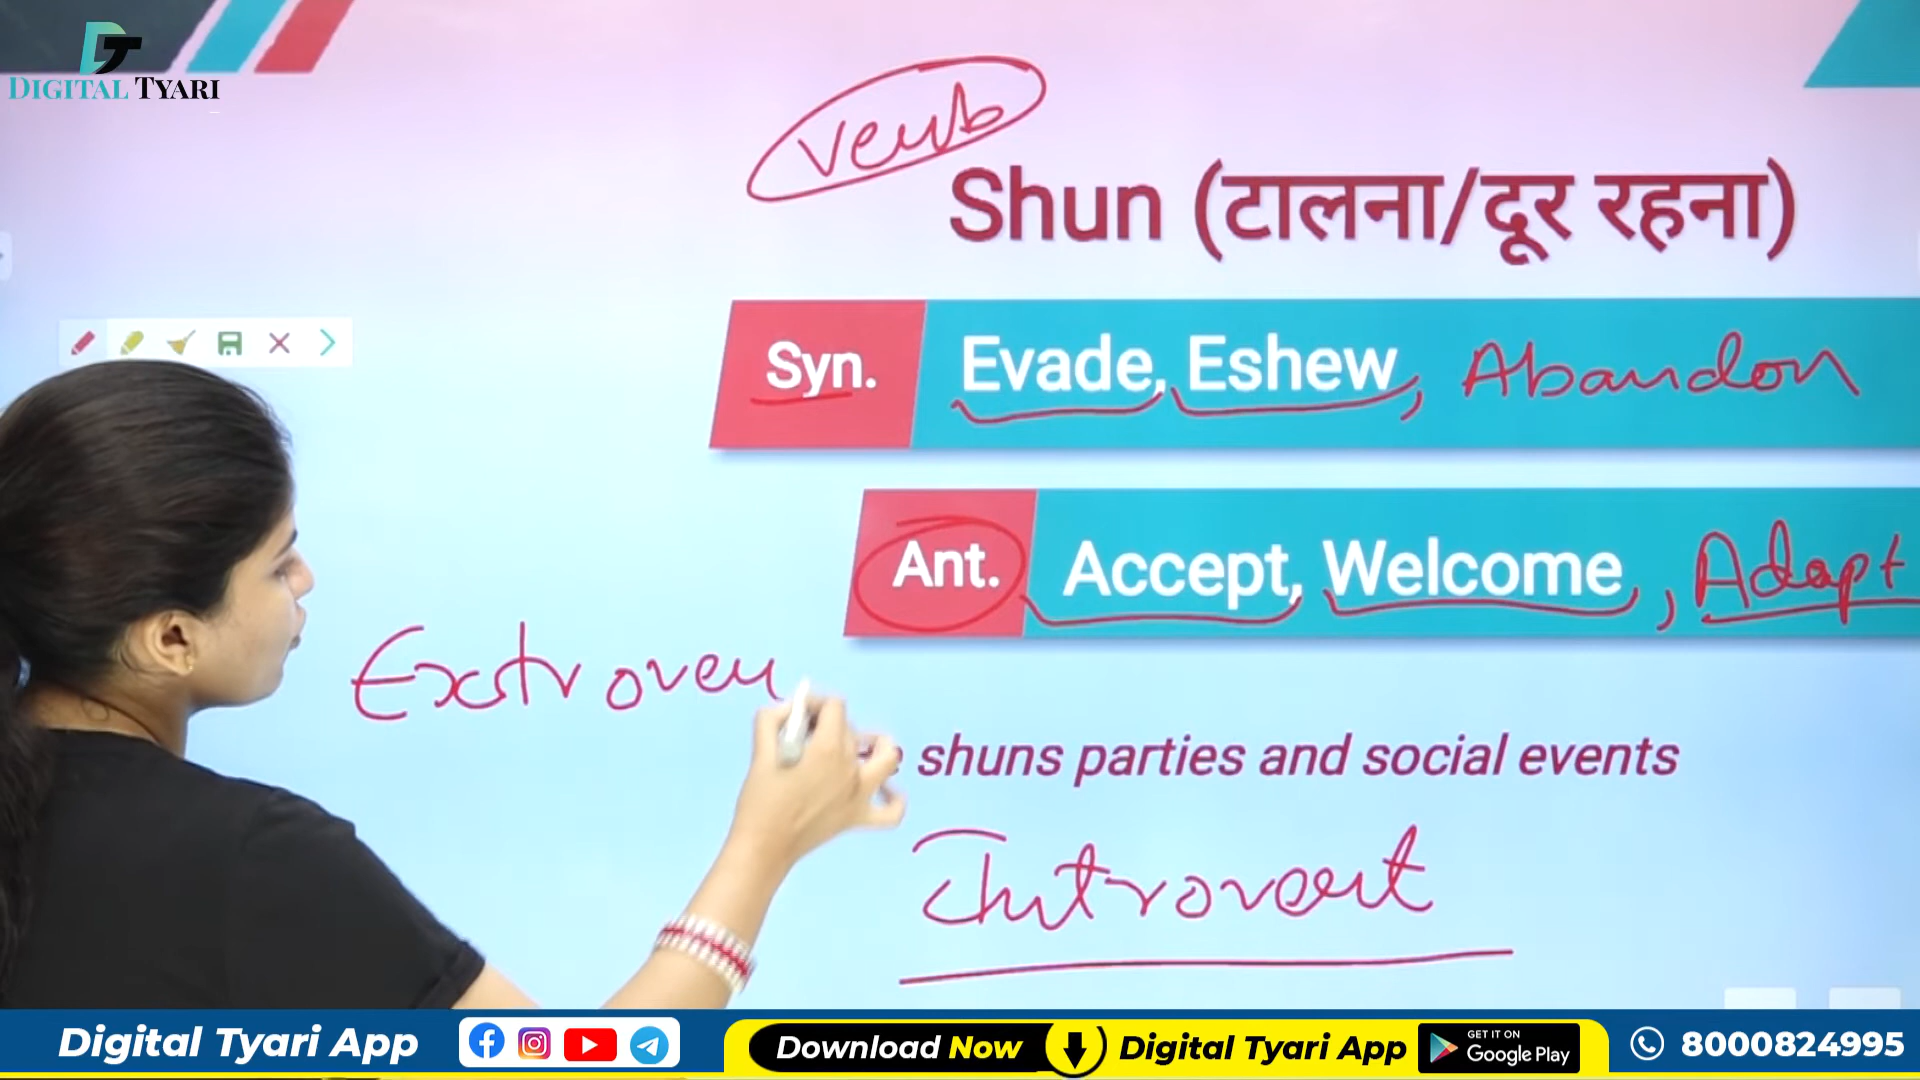 DIGITAL TYARI
verb
Shun (टालना/दूर रहना)
Syn. Evade, Eshew, Abandon
Ant. Accept, Welcome, Adapt
Extrover
shuns parties and social events
Introvert
Digital Tyari App
Download Now
Digital Tyari App
GET IT ON
Google Play
8000824995